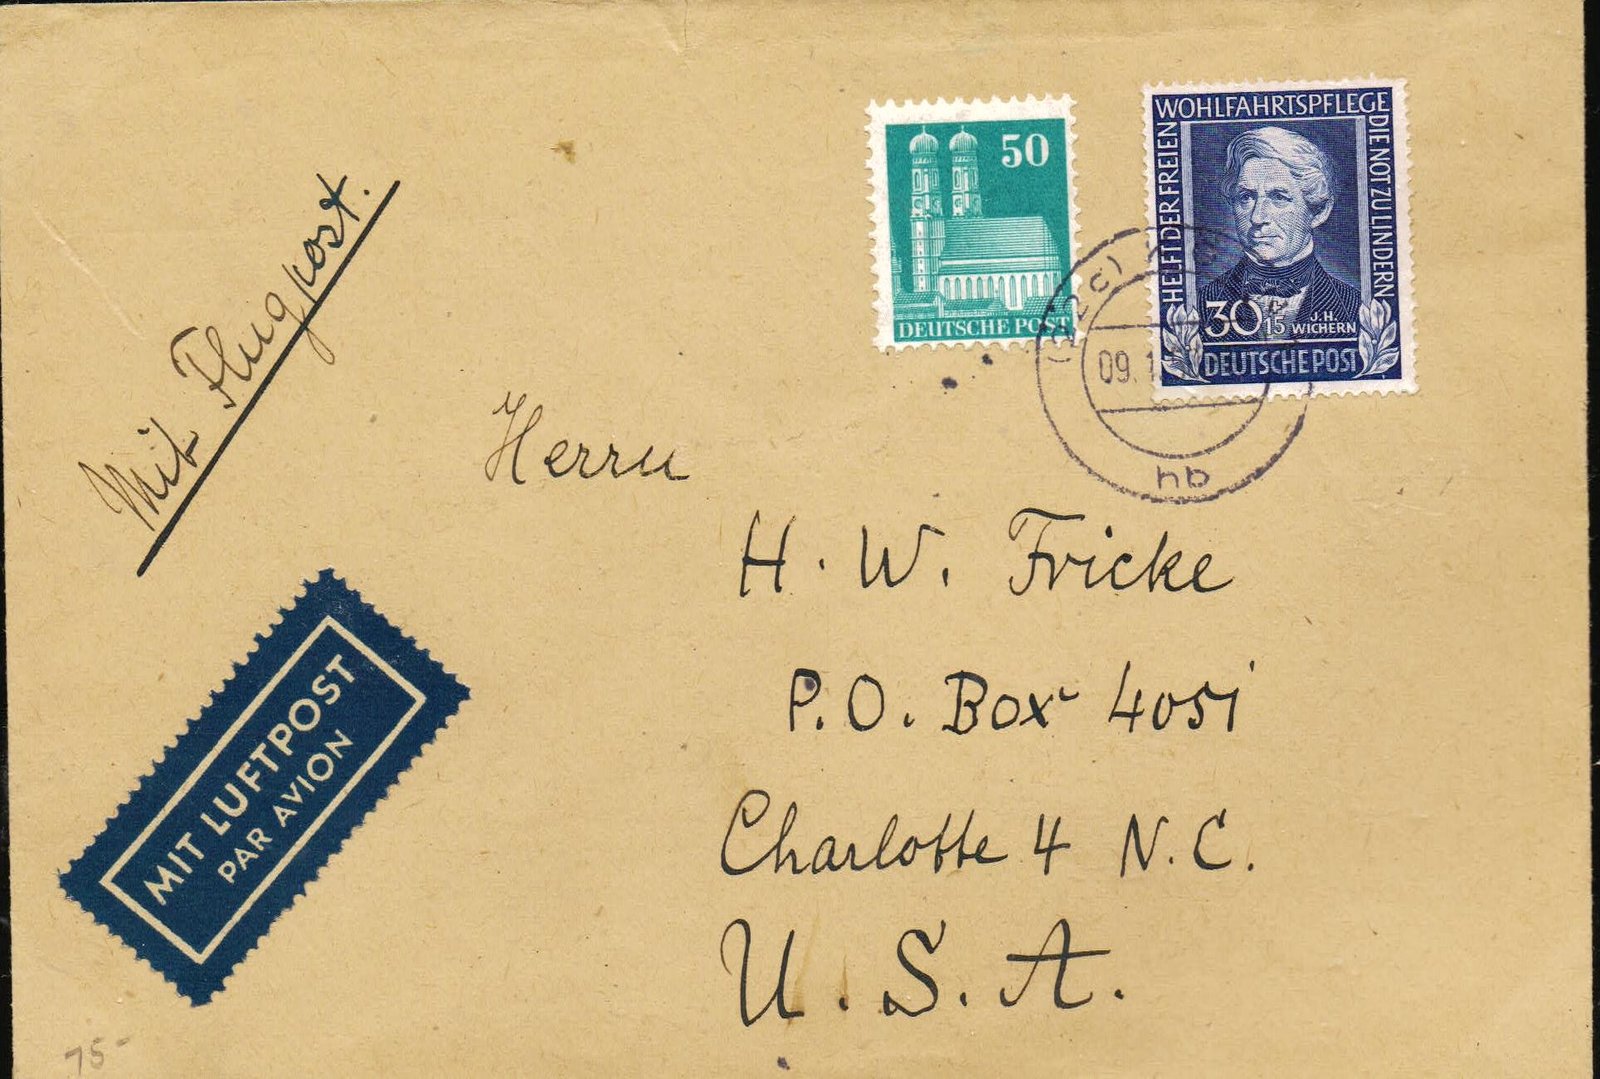 Mit Flugpost.
50
DEUTSCHE POST
HELFT DER FREIEN
WOHLFAHRTSPFLEGE
DIE NOT ZU LINDERN
30+15
J.H.
WICHERN
DEUTSCHE POST
(22c)
09.1
hb
Herrn
H. W. Fricke
P.O. Box 4051
Charlotte 4 N.C.
U.S.A.
MIT LUFTPOST
PAR AVION
75-